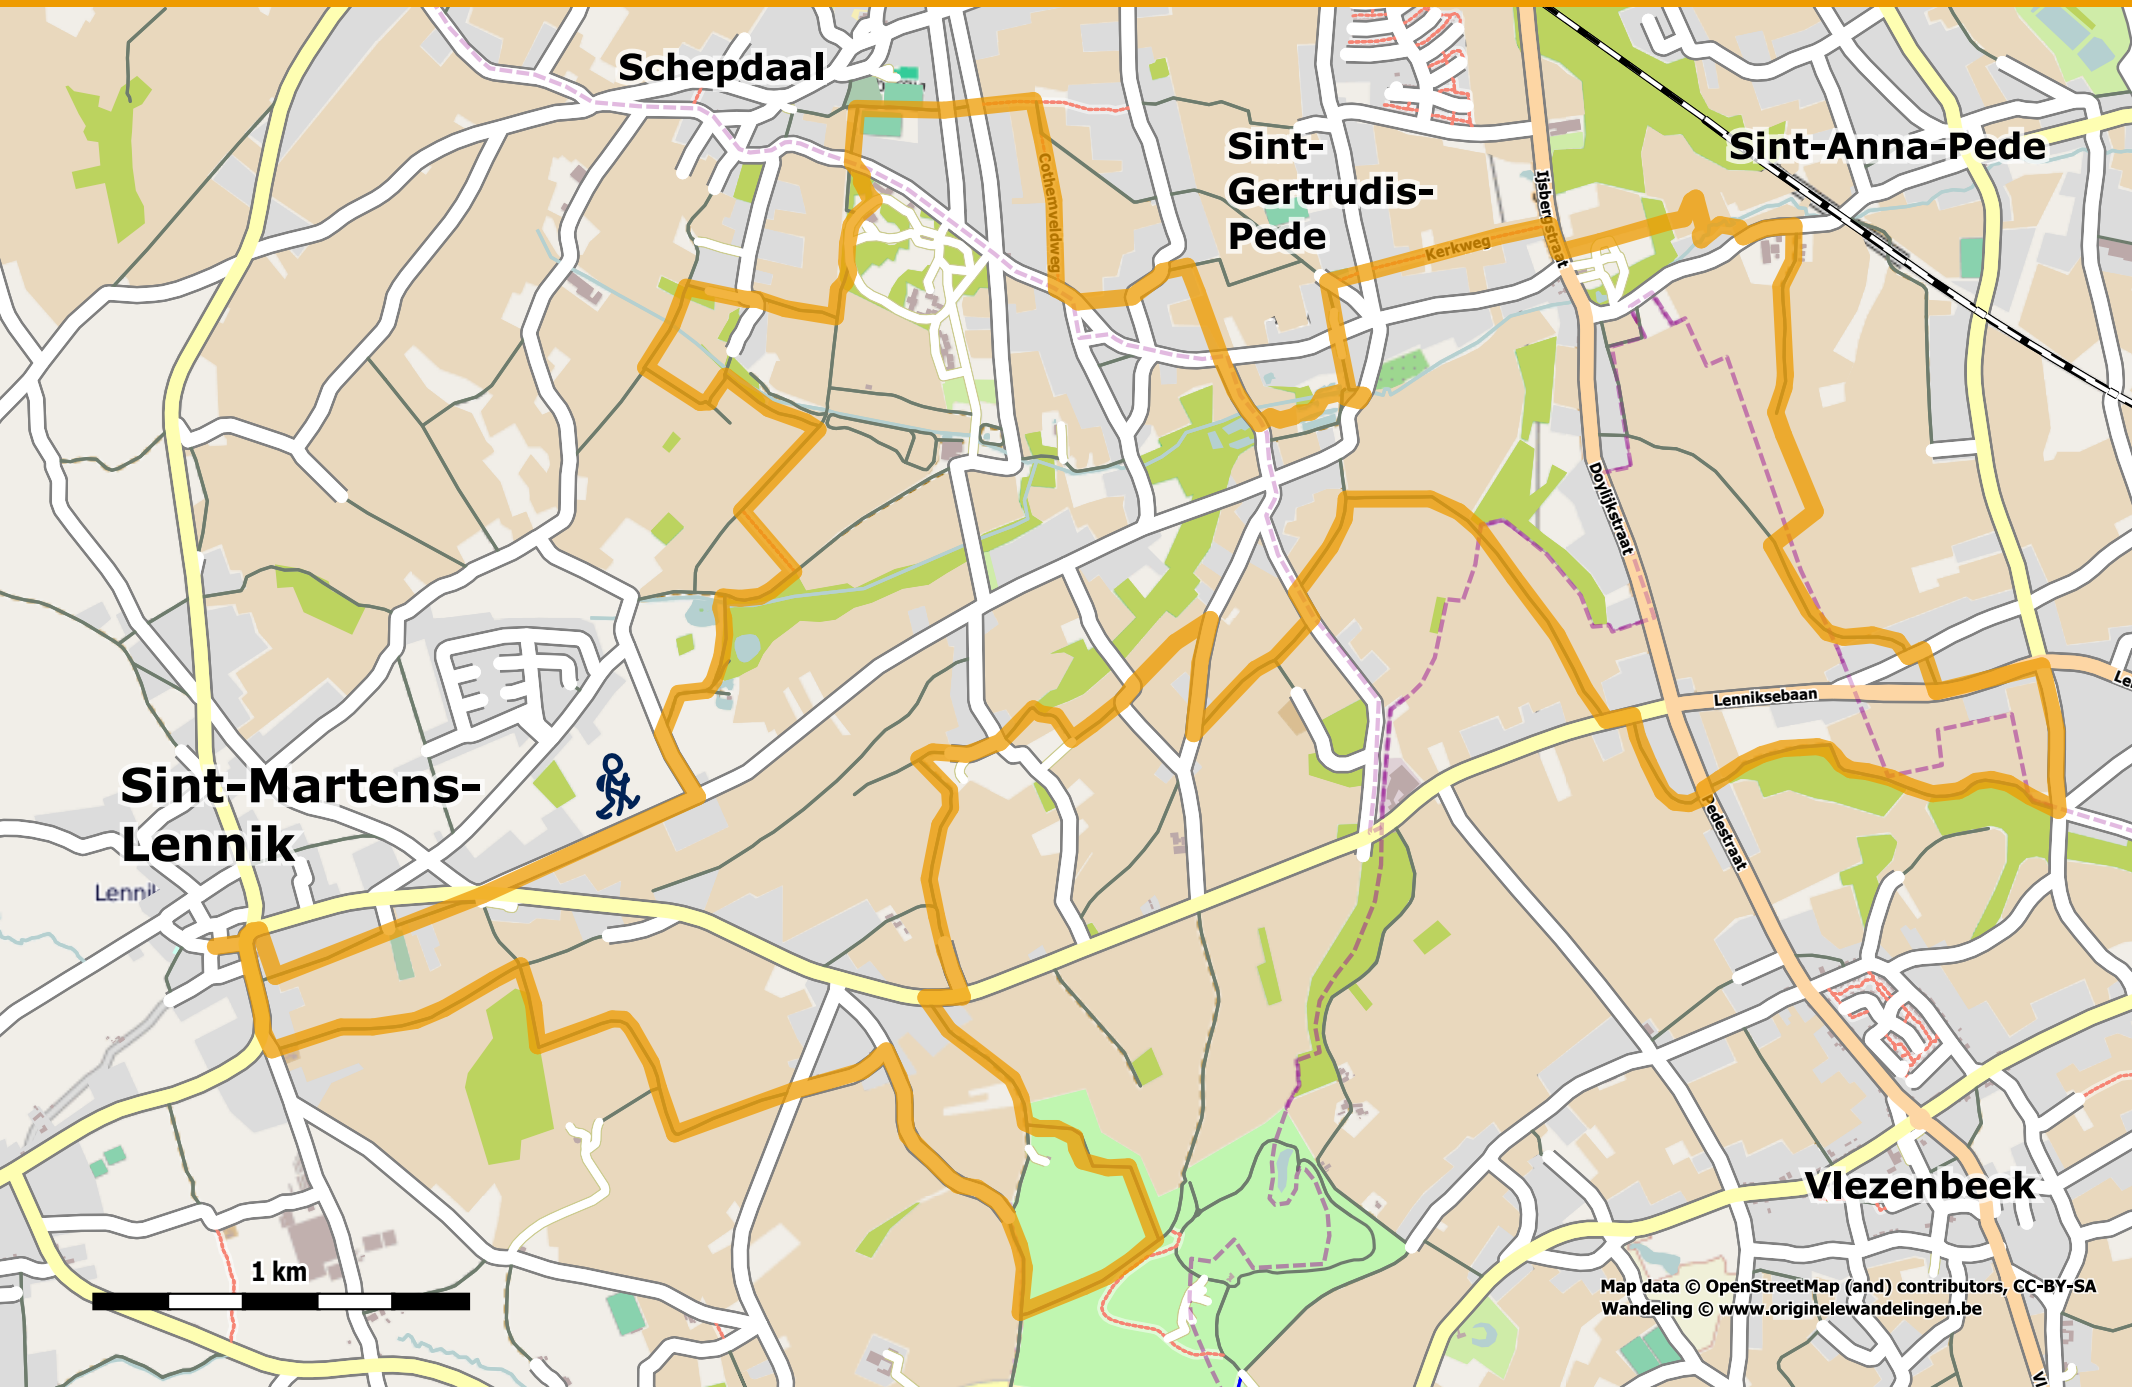 Schepdaal
Sint-
Gertrudis-
Pede
Sint-Anna-Pede
Cothemveldweg
Kerkweg
Ijsbergstraat
Doylijkstraat
Lenniksebaan
Pedestraat
Sint-Martens-
Lennik
Vlezenbeek
1 km
Map data © OpenStreetMap (and) contributors, CC-BY-SA
Wandeling © www.originelewandelingen.be